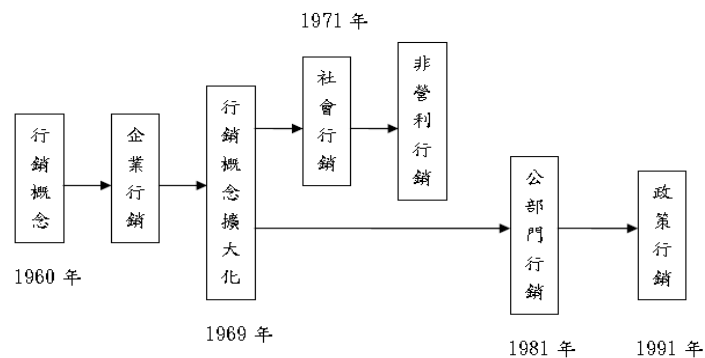 1971 年
行銷概念
企業行銷
行銷概念擴大化
社會行銷
非營利行銷
公部門行銷
政策行銷
1960 年
1969 年
1981 年
1991 年